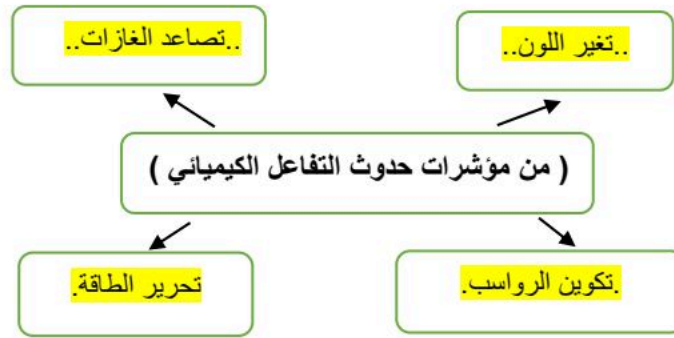 ..تغير اللون..
..تصاعد الغازات..
( من مؤشرات حدوث التفاعل الكيميائي )
.تكوين الرواسب.
تحرير الطاقة.